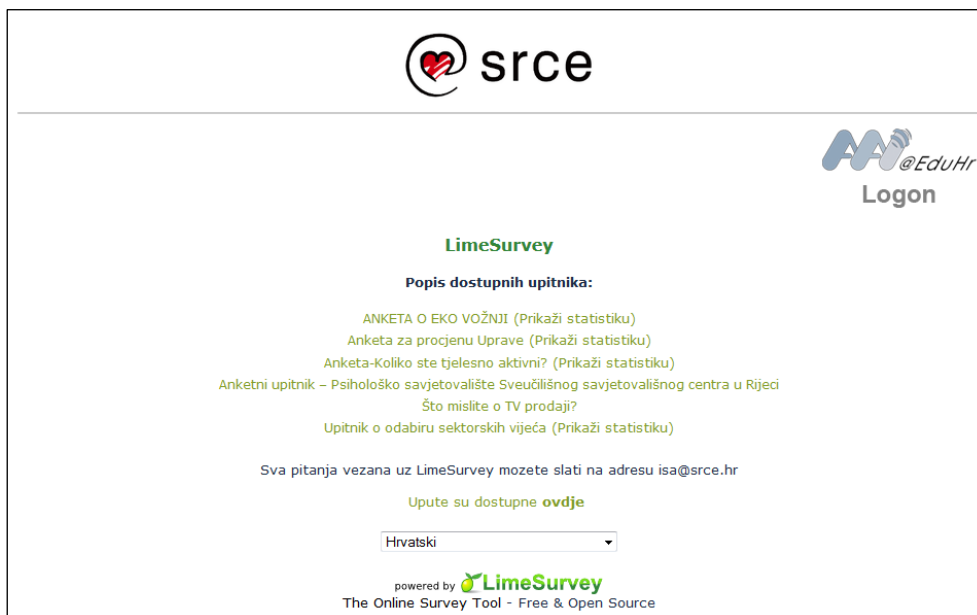 srce
AAI@EduHr
Logon
LimeSurvey
Popis dostupnih upitnika:
ANKETA O EKO VOŽNJI (Prikaži statistiku)
Anketa za procjenu Uprave (Prikaži statistiku)
Anketa-Koliko ste tjelesno aktivni? (Prikaži statistiku)
Anketni upitnik – Psihološko savjetovalište Sveučilišnog savjetovališnog centra u Rijeci
Što mislite o TV prodaji?
Upitnik o odabiru sektorskih vijeća (Prikaži statistiku)
Sva pitanja vezana uz LimeSurvey mozete slati na adresu isa@srce.hr
Upute su dostupne ovdje
Hrvatski
powered by LimeSurvey
The Online Survey Tool - Free & Open Source